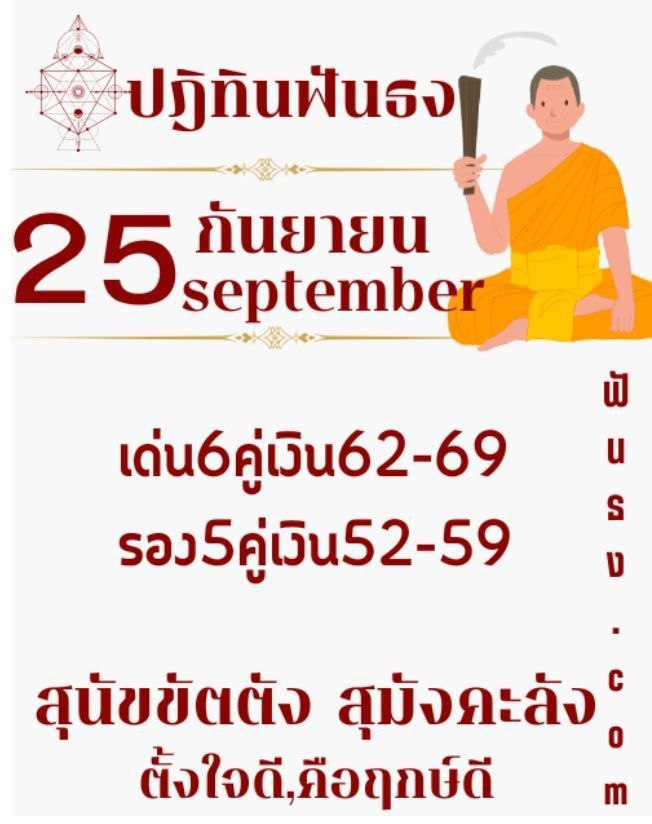 ปฏิทินฟันธง
25 กันยายน
september
เด่น6คู่เงิน62-69
รอง5คู่เงิน52-59
สุนัขขัตตัง สุมังคะลัง
ตั้งใจดี,คือฤกษ์ดี
ฟันธง.com